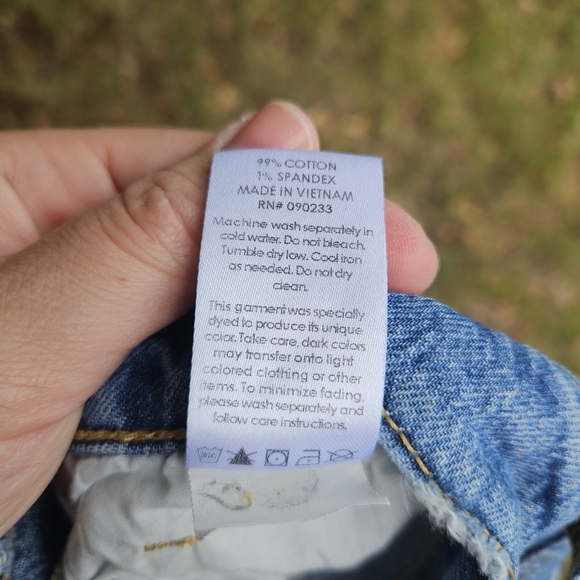 99% COTTON
1% SPANDEX
MADE IN VIETNAM
RN# 090233
Machine wash separately in
cold water. Do not bleach.
Tumble dry low. Cool iron
as needed. Do not dry
clean.
This garment was specially
dyed to produce its unique
color. Take care, dark colors
may transfer onto light
colored clothing or other
items. To minimize fading,
please wash separately and
follow care instructions.